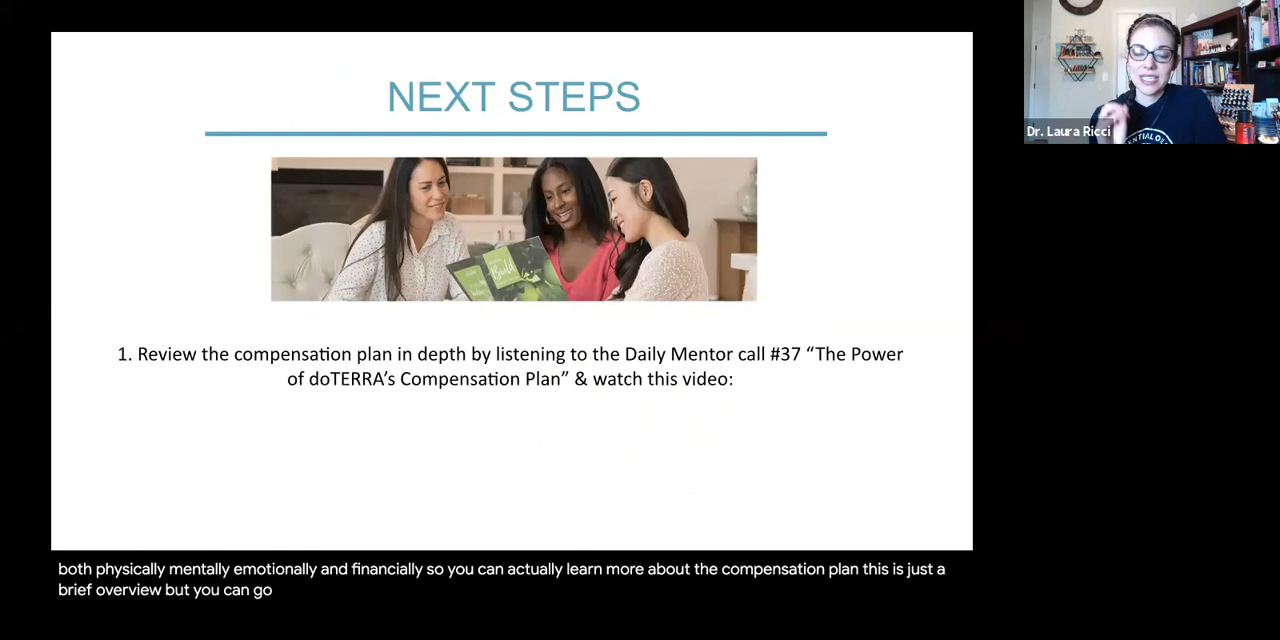 NEXT STEPS
Dr. Laura Ricci
Build
1. Review the compensation plan in depth by listening to the Daily Mentor call #37 “The Power
of doTERRA’s Compensation Plan” & watch this video:
both physically mentally emotionally and financially so you can actually learn more about the compensation plan this is just a
brief overview but you can go